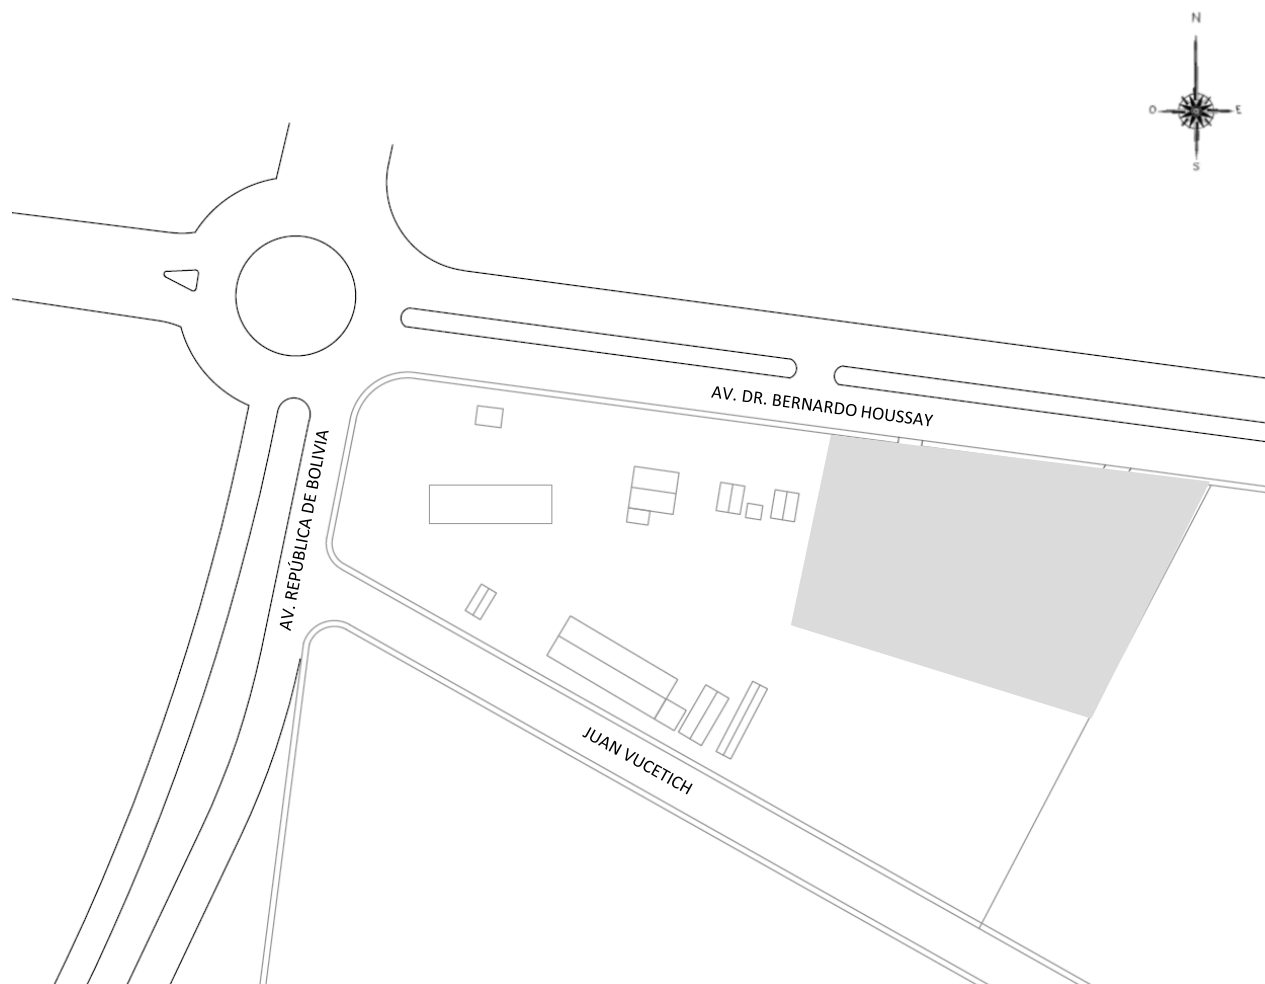 N
O
E
S
AV. DR. BERNARDO HOUSSAY
AV. REPÚBLICA DE BOLIVIA
JUAN VUCETICH